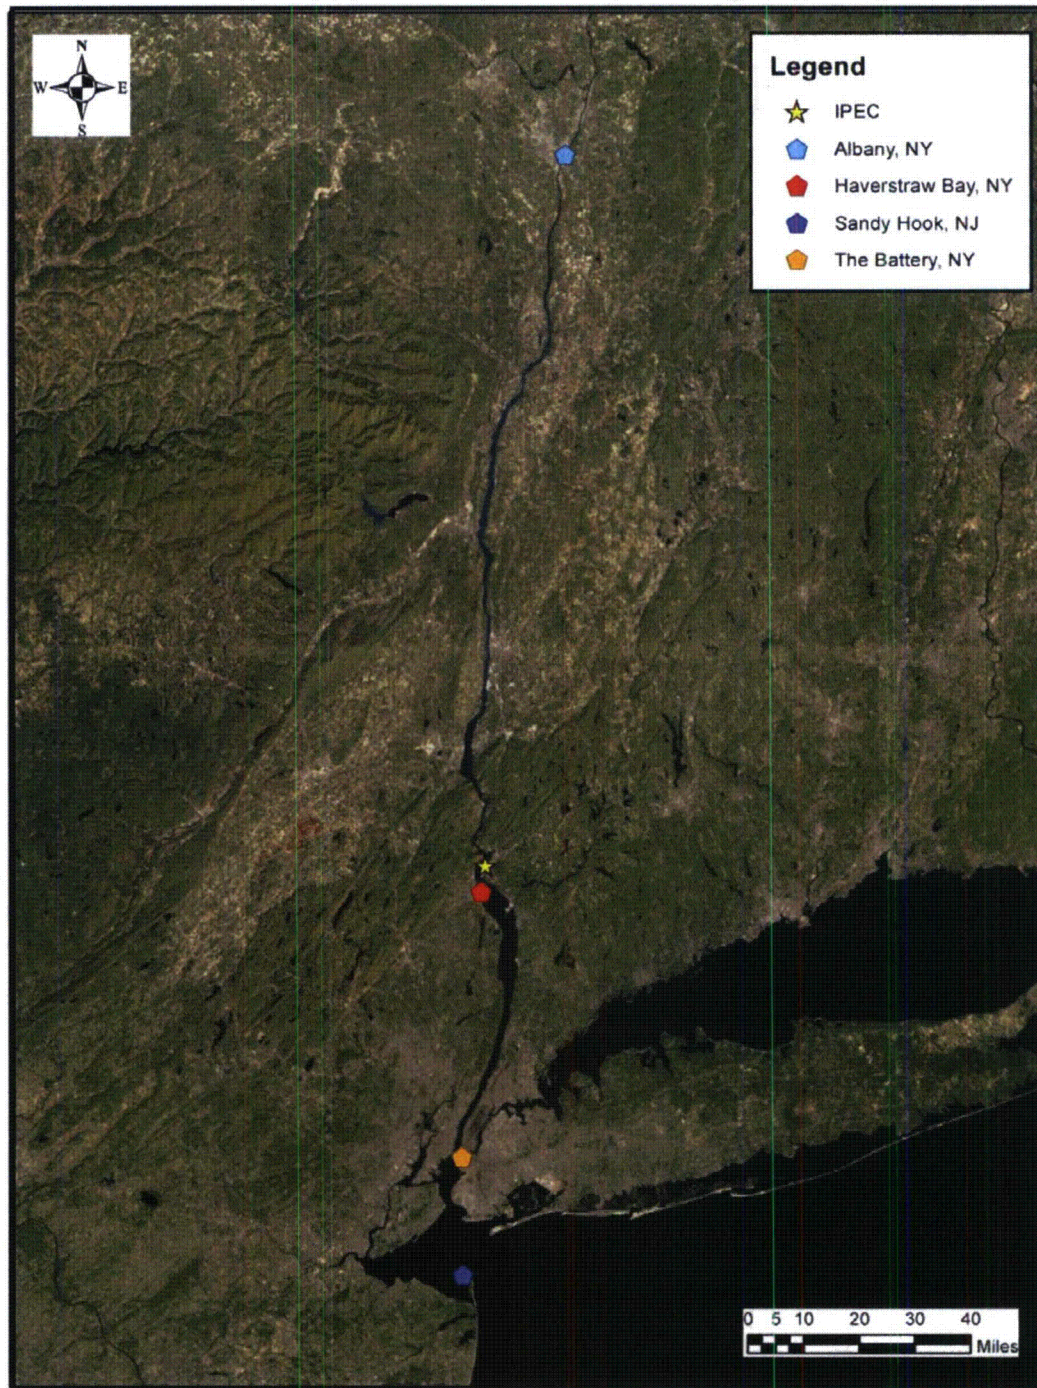 N
W E
S
Legend
IPEC
Albany, NY
Haverstraw Bay, NY
Sandy Hook, NJ
The Battery, NY
0 5 10 20 30 40
Miles